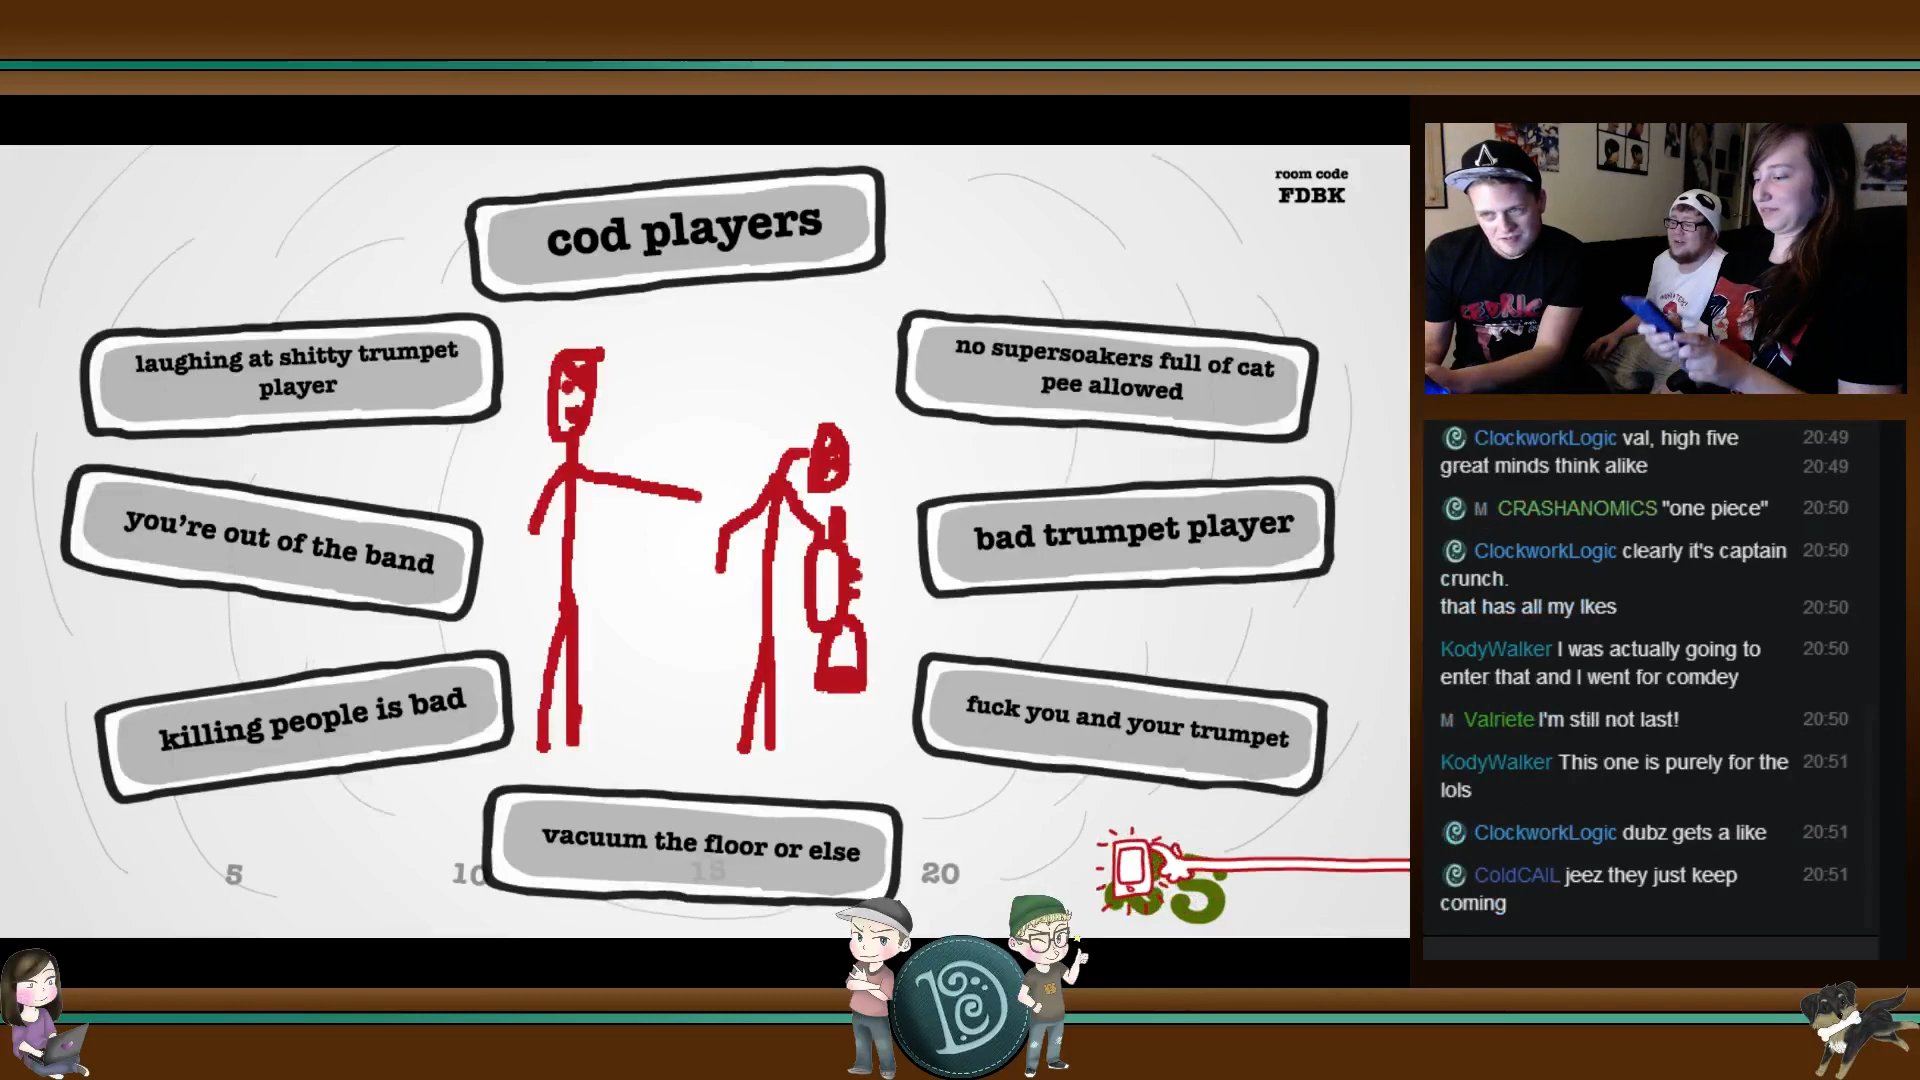 room code
FDBK
cod players
laughing at shitty trumpet
player
no supersoakers full of cat
pee allowed
you're out of the band
bad trumpet player
killing people is bad
fuck you and your trumpet
vacuum the floor or else
5
10
15
20
ClockworkLogic val, high five 20:49
great minds think alike 20:49
M CRASHANOMICS "one piece" 20:50
ClockworkLogic clearly it's captain 20:50
crunch.
that has all my lkes 20:50
KodyWalker I was actually going to 20:50
enter that and I went for comdey
M Valriete I'm still not last! 20:50
KodyWalker This one is purely for the 20:51
lols
ClockworkLogic dubz gets a like 20:51
ColdCAIL jeez they just keep 20:51
coming